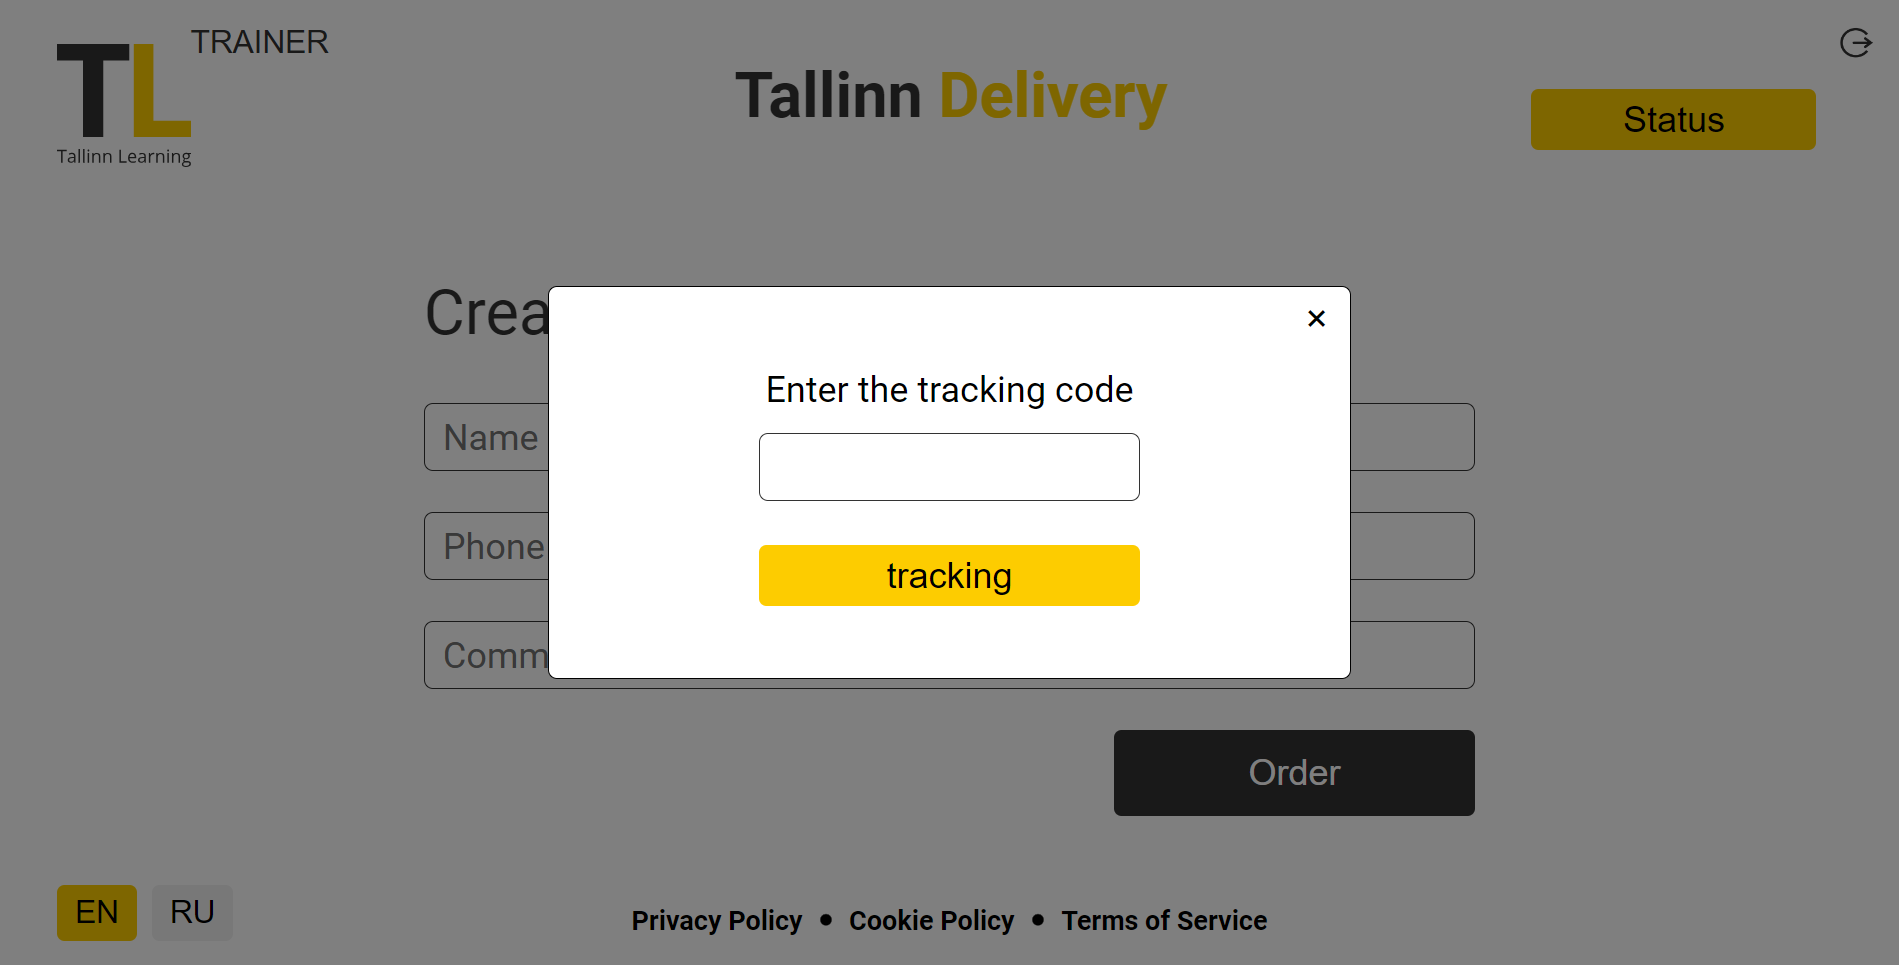 TRAINER
TL
Tallinn Learning
Tallinn Delivery
Status
Crea
×
Enter the tracking code
Name
Phone
tracking
Comm
Order
EN RU
Privacy Policy • Cookie Policy • Terms of Service